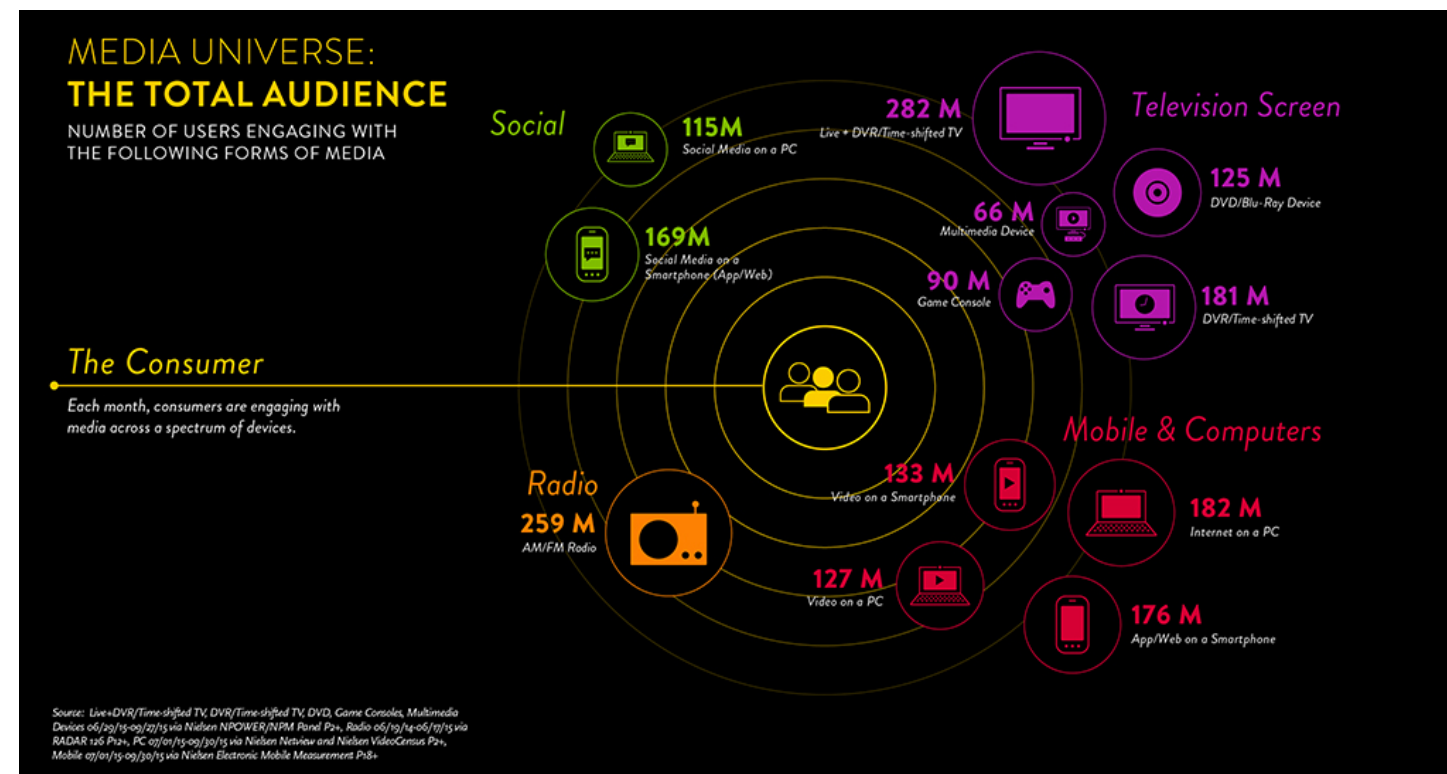 MEDIA UNIVERSE:
THE TOTAL AUDIENCE
NUMBER OF USERS ENGAGING WITH
THE FOLLOWING FORMS OF MEDIA
Social
115M
Social Media on a PC
169M
Social Media on a
Smartphone (App/Web)
Television Screen
282 M
Live + DVR/Time-shifted TV
125 M
DVD/Blu-Ray Device
66 M
Multimedia Device
90 M
Game Console
181 M
DVR/Time-shifted TV
The Consumer
Each month, consumers are engaging with
media across a spectrum of devices.
Radio
259 M
AM/FM Radio
Mobile & Computers
133 M
Video on a Smartphone
182 M
Internet on a PC
127 M
Video on a PC
176 M
App/Web on a Smartphone
Source: Live+DVR/Time-shifted TV, DVR/Time-shifted TV, DVD, Game Consoles, Multimedia
Devices 06/29/15-09/27/15 via Nielsen NPOWER/NPM Panel P2+, Radio 06/19/14-06/17/15 via
RADAR 126 P12+, PC 07/01/15-09/30/15 via Nielsen Netview and Nielsen VideoCensus P2+,
Mobile 07/01/15-09/30/15 via Nielsen Electronic Mobile Measurement P18+